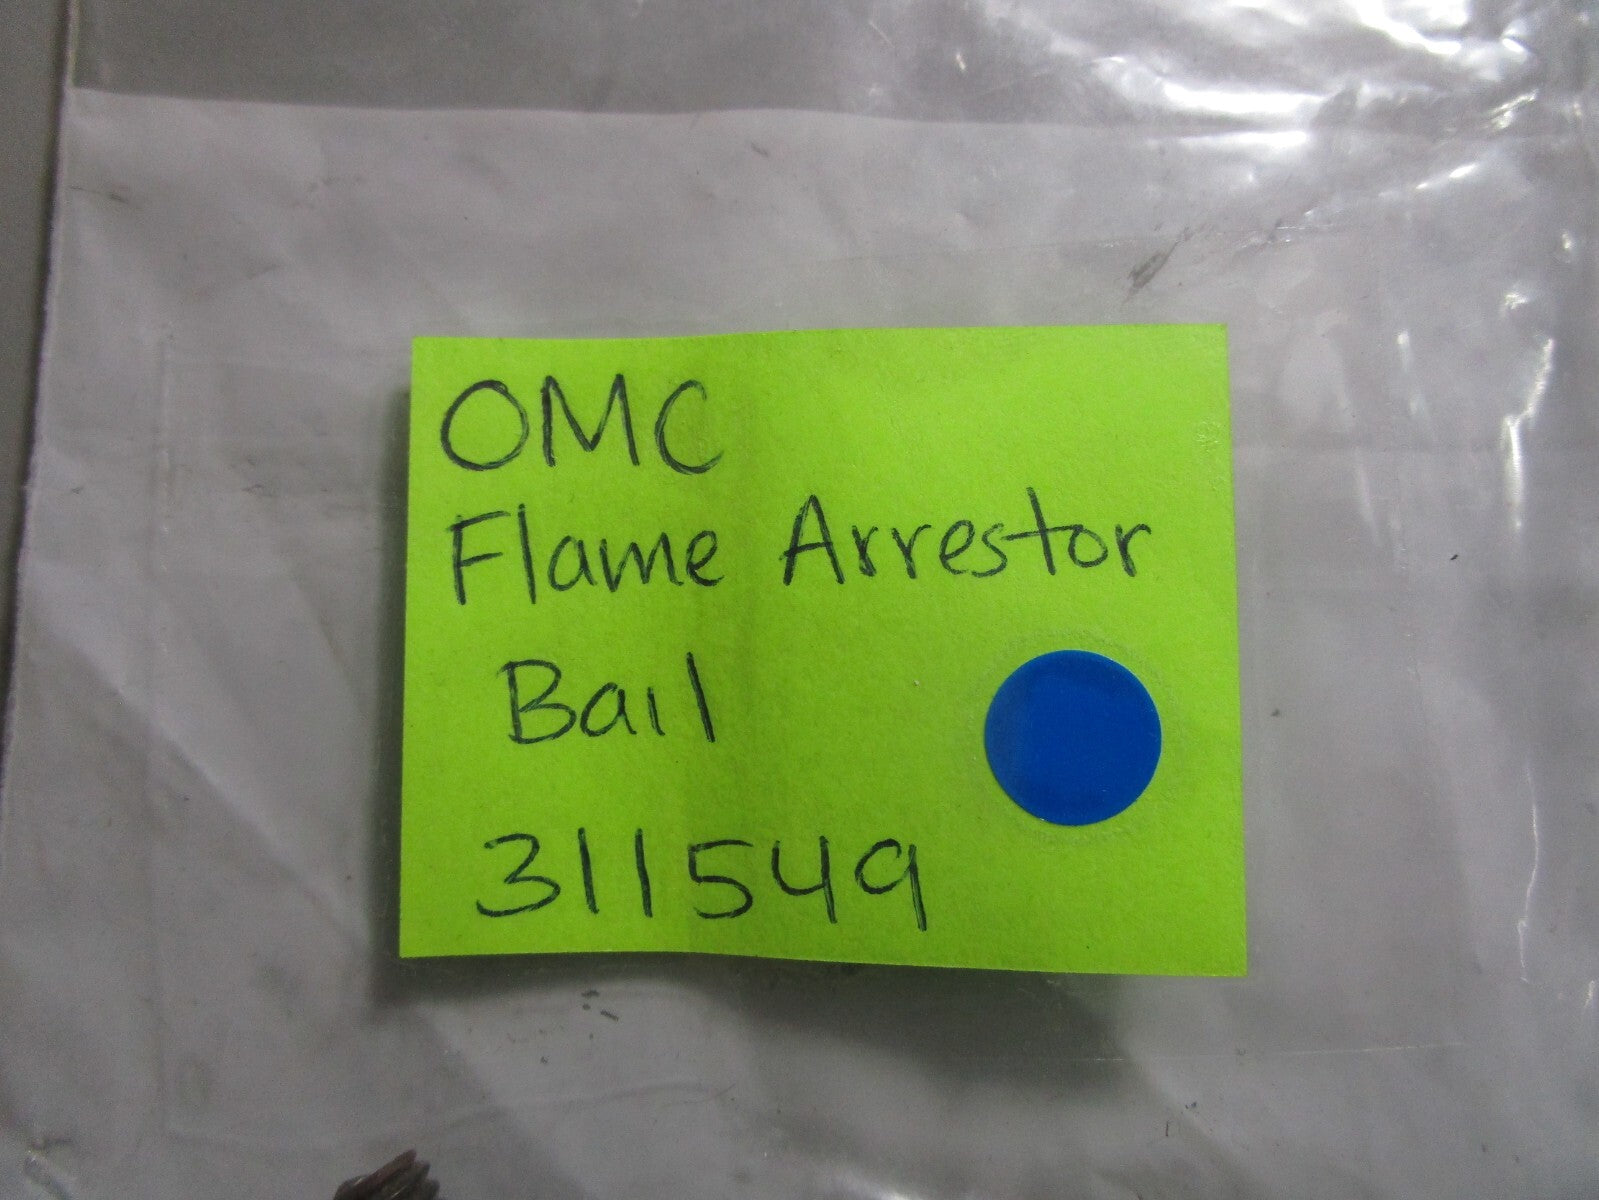 OMC
Flame Arrestor
Bail
311549